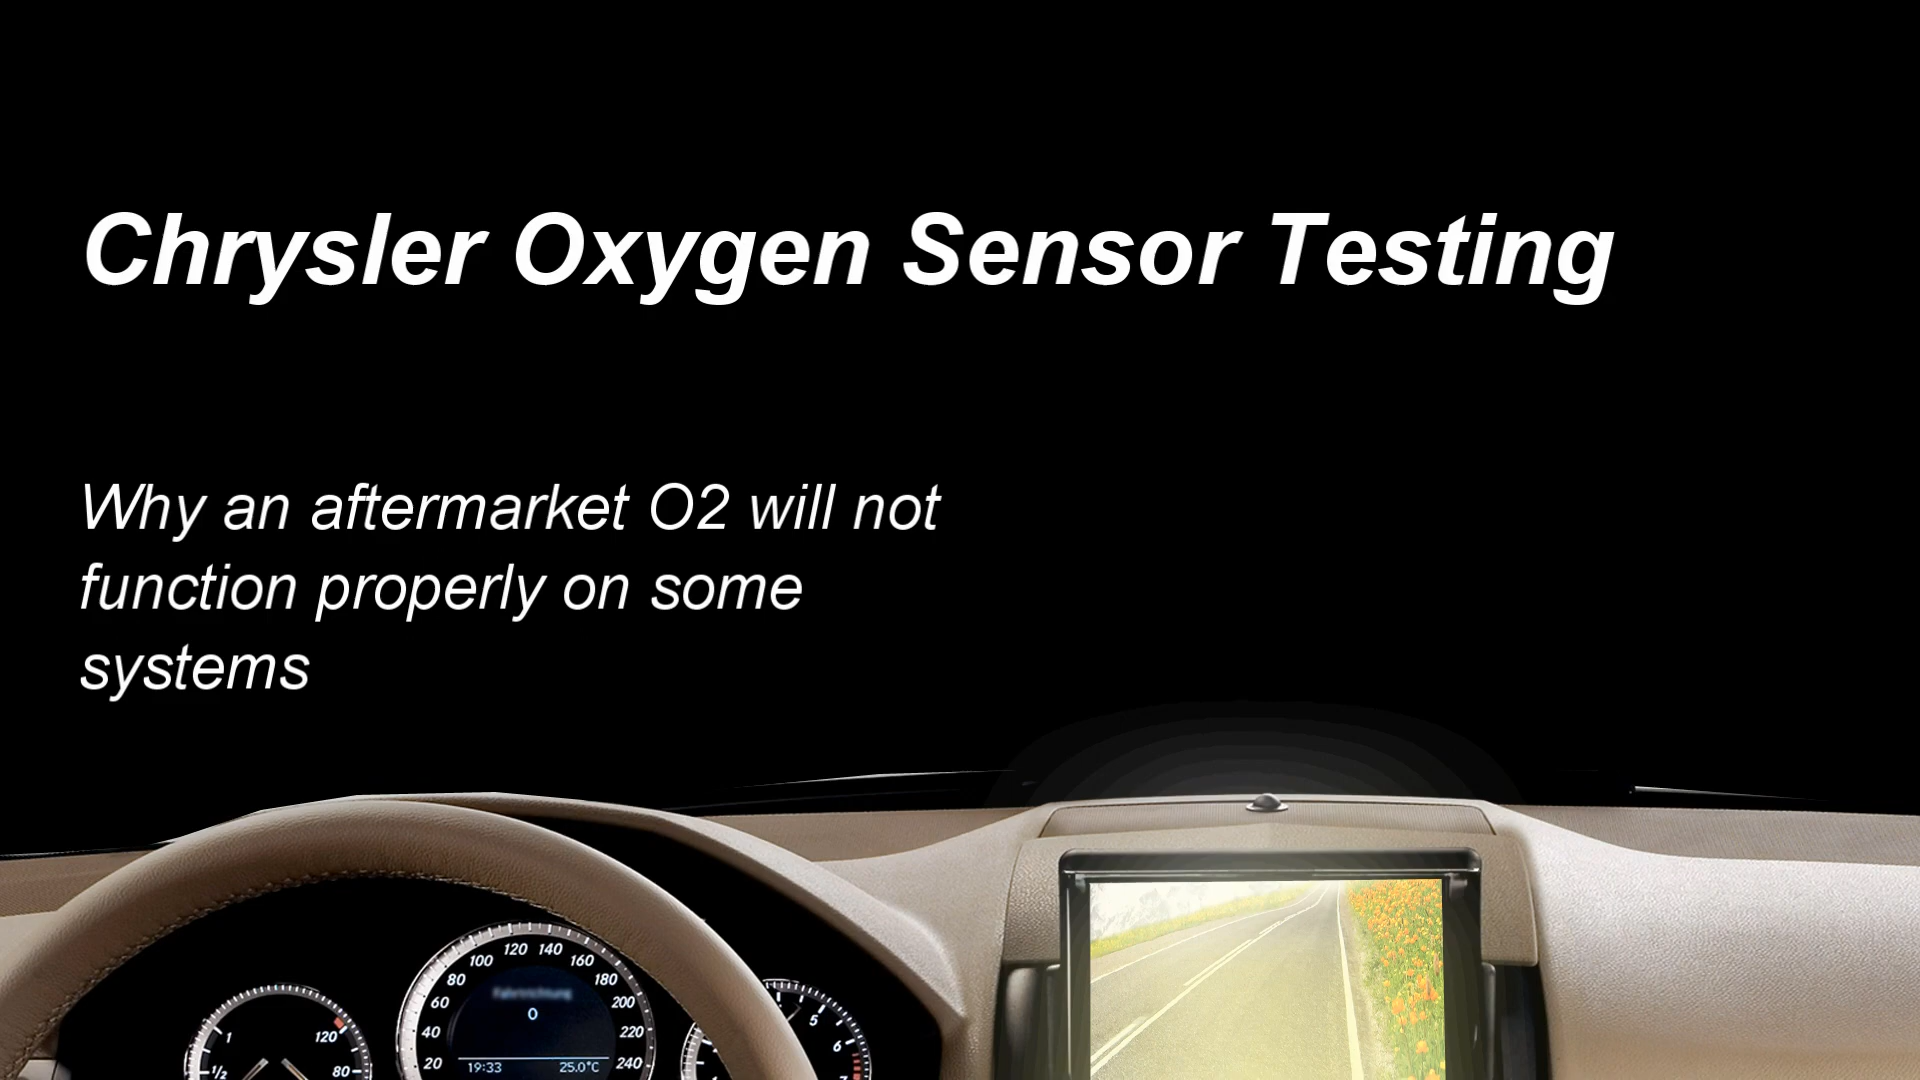 Chrysler Oxygen Sensor Testing
Why an aftermarket O2 will not
function properly on some
systems
120 140
100 160
80 180
60 200
40 220
20 240
0
19:33 25.0°C
1 120
1/2 80
5
6
7